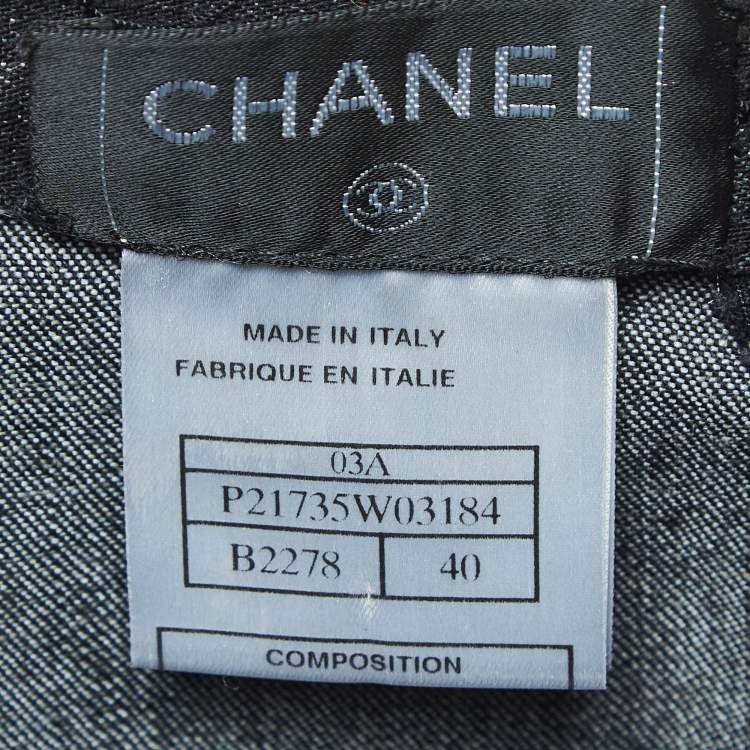 CHANEL
MADE IN ITALY
FABRIQUE EN ITALIE
03A
P21735W03184
B2278 40
COMPOSITION